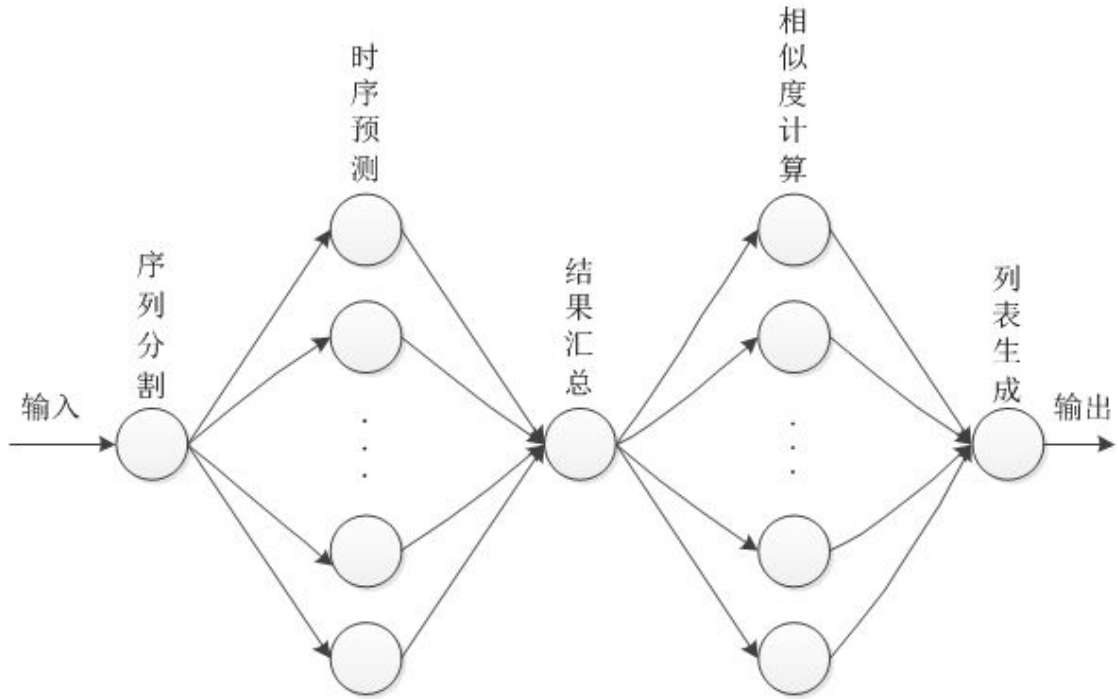 输入
序列分割
时序预测
结果汇总
相似度计算
列表生成
输出